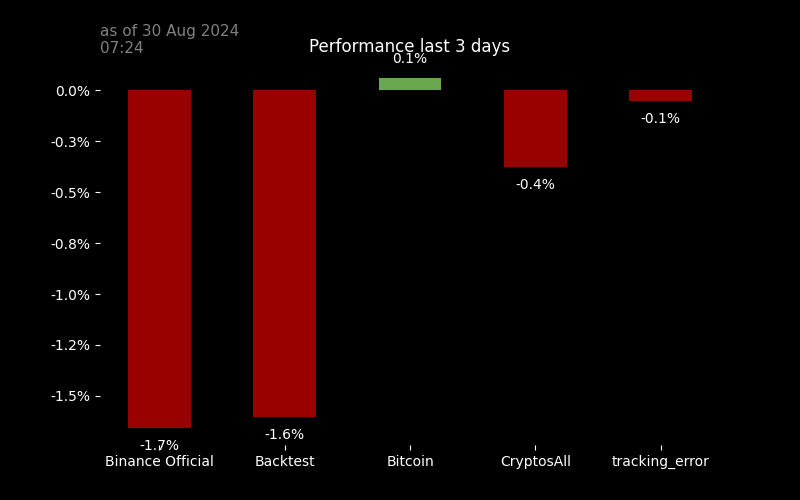 as of 30 Aug 2024
07:24
Performance last 3 days
0.1%
0.0%
-0.1%
-0.3%
-0.4%
-0.5%
-0.8%
-1.0%
-1.2%
-1.5%
-1.6%
-1.7%
Binance Official
Backtest
Bitcoin
CryptosAll
tracking_error